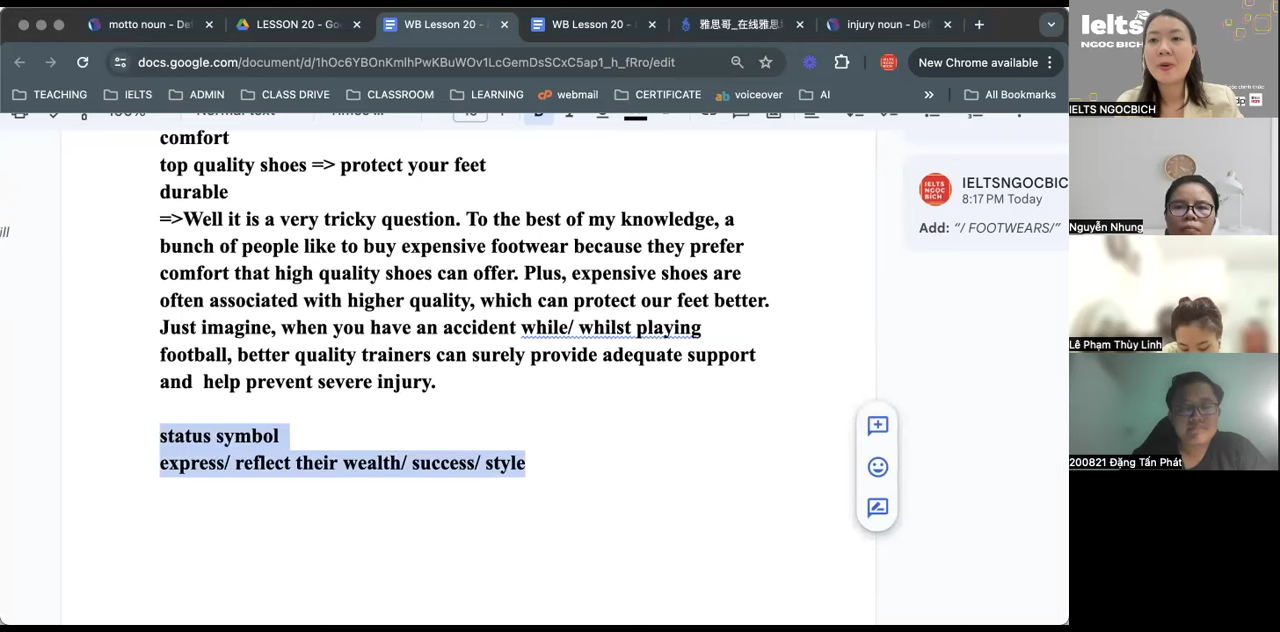 motto noun - De
LESSON 20 - Go
WB Lesson 20 -
WB Lesson 20 -
雅思哥_在线雅思
injury noun - Def
docs.google.com/document/d/1hOc6YBOnKmlhPwKBuWOv1LcGemDsSCxC5ap1_h_fRro/edit
New Chrome available
TEACHING
IELTS
ADMIN
CLASS DRIVE
CLASSROOM
LEARNING
webmail
CERTIFICATE
voiceover
AI
All Bookmarks
comfort
top quality shoes => protect your feet
durable
=>Well it is a very tricky question. To the best of my knowledge, a
bunch of people like to buy expensive footwear because they prefer
comfort that high quality shoes can offer. Plus, expensive shoes are
often associated with higher quality, which can protect our feet better.
Just imagine, when you have an accident while/ whilst playing
football, better quality trainers can surely provide adequate support
and  help prevent severe injury.
status symbol
express/ reflect their wealth/ success/ style
ill
IELTSNGOCBIC
8:17 PM Today
Add: “/ FOOTWEARS/”
IELTS
NGỌC
BÍCH
Ielts
NGOC BICH
IELTS NGOCBICH
Nguyễn Nhung
Lê Phạm Thùy Linh
200821 Đặng Tấn Phát